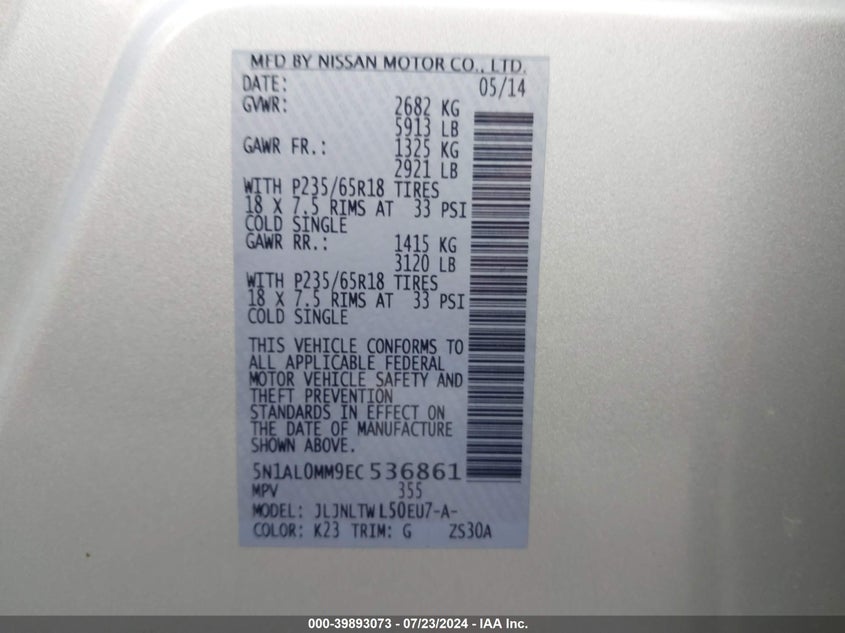 MFD BY NISSAN MOTOR CO., LTD.
DATE: 05/14
GVWR: 2682 KG
5913 LB
GAWR FR.: 1325 KG
2921 LB
WITH P235/65R18 TIRES
18 X 7.5 RIMS AT 33 PSI
COLD SINGLE
GAWR RR.: 1415 KG
3120 LB
WITH P235/65R18 TIRES
18 X 7.5 RIMS AT 33 PSI
COLD SINGLE
THIS VEHICLE CONFORMS TO
ALL APPLICABLE FEDERAL
MOTOR VEHICLE SAFETY AND
THEFT PREVENTION
STANDARDS IN EFFECT ON
THE DATE OF MANUFACTURE
SHOWN ABOVE.
5N1AL0MM9EC536861
MPV 355
MODEL: JLJNLTWL50EU7-A-
COLOR: K23 TRIM: G ZS30A
000-39893073 - 07/23/2024 - IAA Inc.